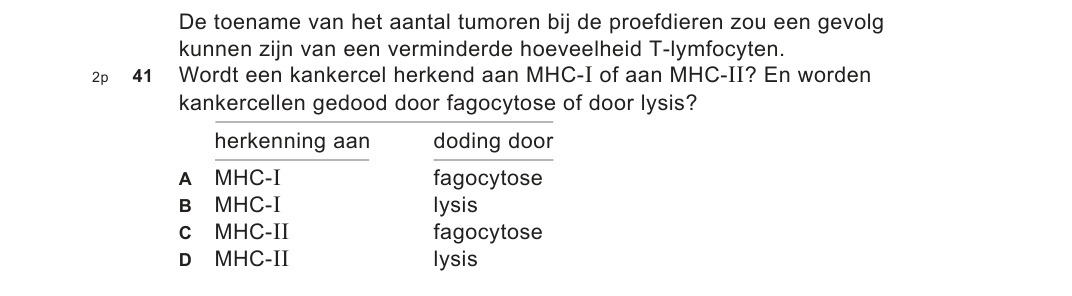 De toename van het aantal tumoren bij de proefdieren zou een gevolg
kunnen zijn van een verminderde hoeveelheid T-lymfocyten.
2p 41 Wordt een kankercel herkend aan MHC-I of aan MHC-II? En worden
kankercellen gedood door fagocytose of door lysis?
herkenning aan doding door
A MHC-I fagocytose
B MHC-I lysis
C MHC-II fagocytose
D MHC-II lysis